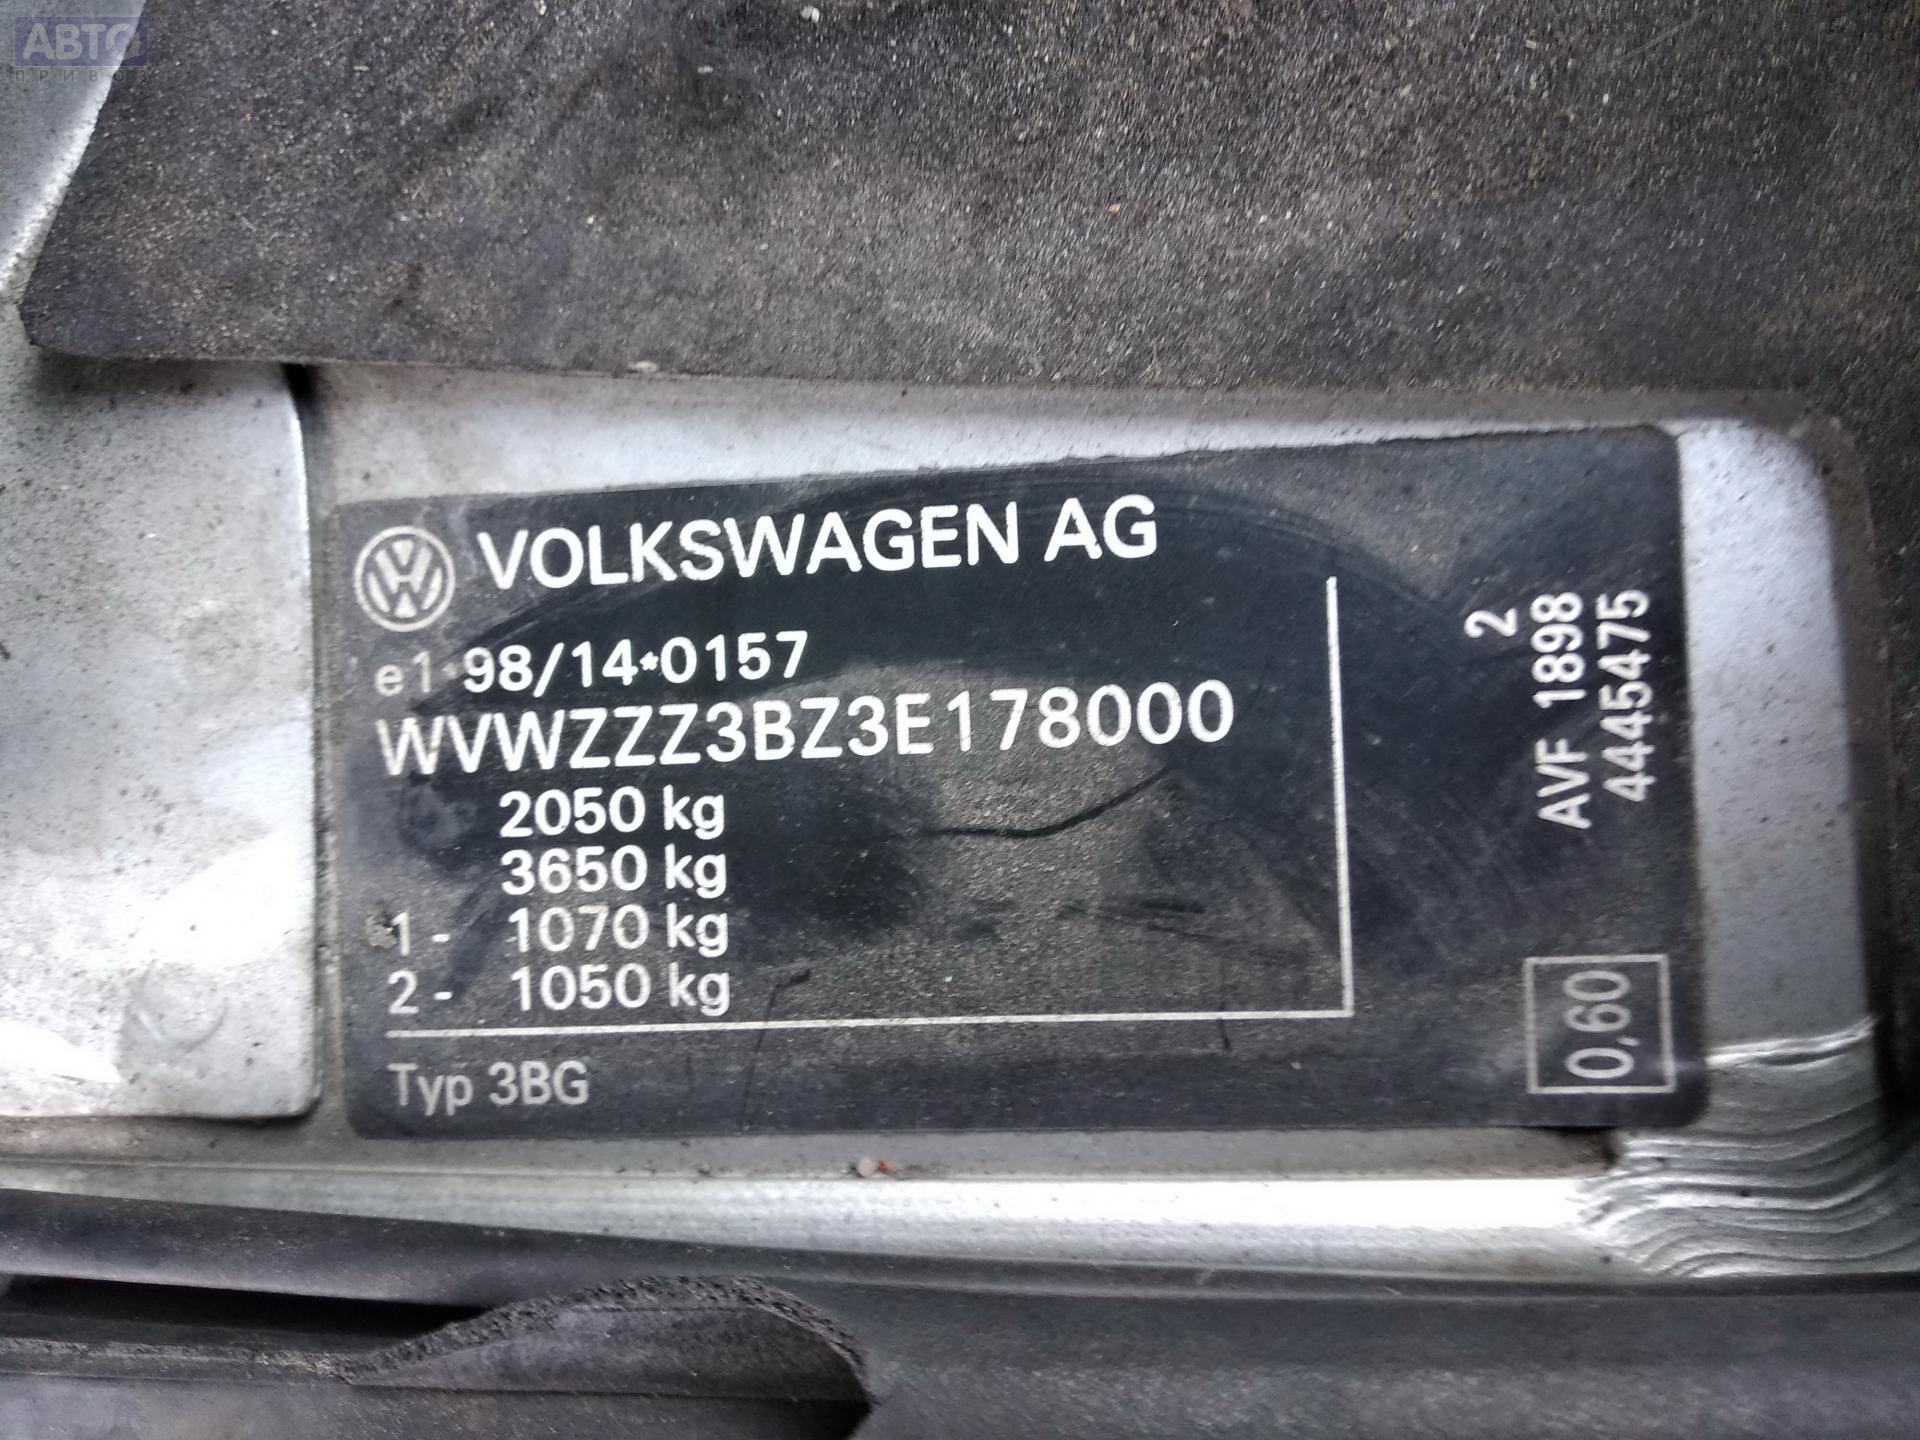 АВТО
ПРИВОЗ
VOLKSWAGEN AG
e1*98/14*0157
WVWZZZ3BZ3E178000
2050 kg
3650 kg
1 - 1070 kg
2 - 1050 kg
Typ 3BG
2
AVF 1898
4445475
0,60